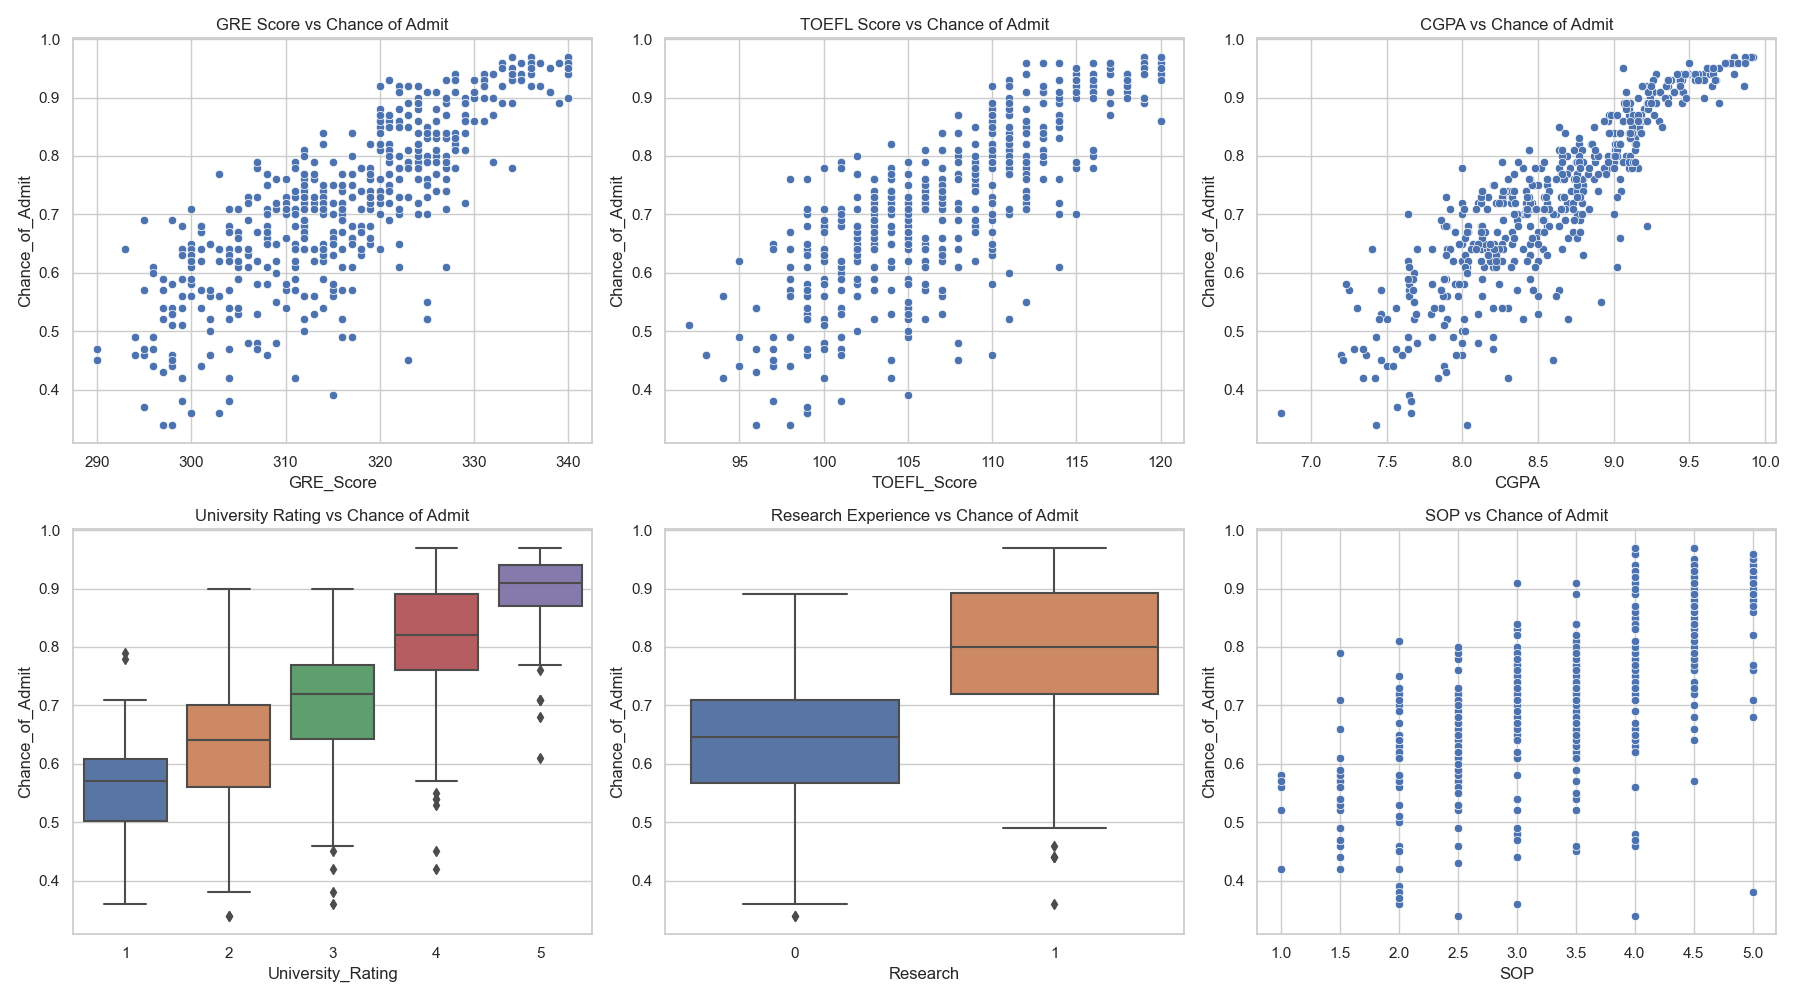 GRE Score vs Chance of Admit
Chance_of_Admit
1.0
0.9
0.8
0.7
0.6
0.5
0.4
290 300 310 320 330 340
GRE_Score
TOEFL Score vs Chance of Admit
Chance_of_Admit
1.0
0.9
0.8
0.7
0.6
0.5
0.4
95 100 105 110 115 120
TOEFL_Score
CGPA vs Chance of Admit
Chance_of_Admit
1.0
0.9
0.8
0.7
0.6
0.5
0.4
7.0 7.5 8.0 8.5 9.0 9.5 10.0
CGPA
University Rating vs Chance of Admit
Chance_of_Admit
1.0
0.9
0.8
0.7
0.6
0.5
0.4
1 2 3 4 5
University_Rating
Research Experience vs Chance of Admit
Chance_of_Admit
1.0
0.9
0.8
0.7
0.6
0.5
0.4
0 1
Research
SOP vs Chance of Admit
Chance_of_Admit
1.0
0.9
0.8
0.7
0.6
0.5
0.4
1.0 1.5 2.0 2.5 3.0 3.5 4.0 4.5 5.0
SOP